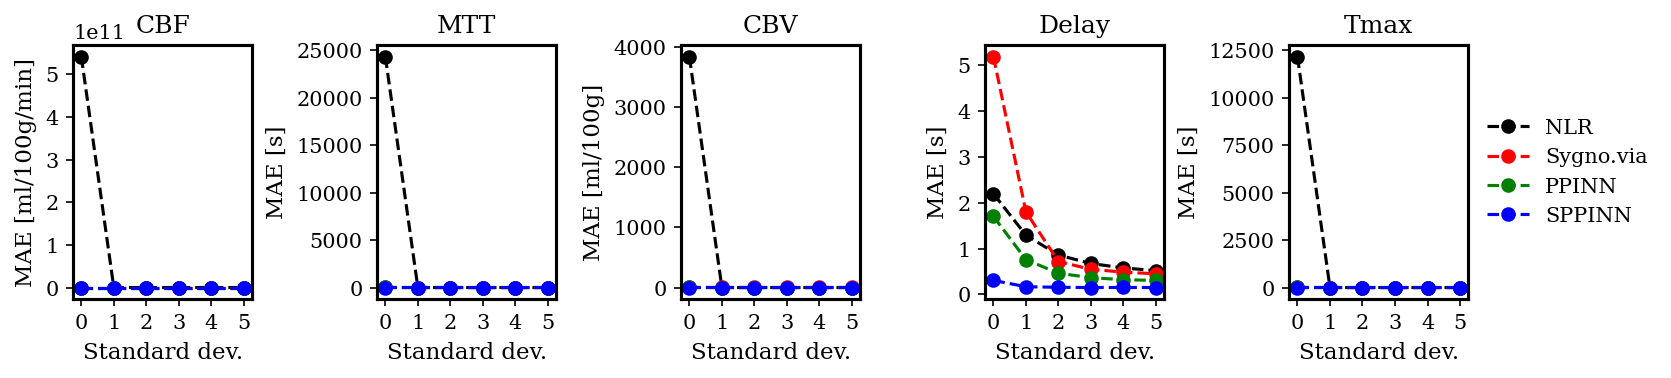 CBF
1e11
5
4
3
2
1
0
MAE [ml/100g/min]
0 1 2 3 4 5
Standard dev.
MTT
25000
20000
15000
10000
5000
0
MAE [s]
0 1 2 3 4 5
Standard dev.
CBV
4000
3000
2000
1000
0
MAE [ml/100g]
0 1 2 3 4 5
Standard dev.
Delay
5
4
3
2
1
0
MAE [s]
0 1 2 3 4 5
Standard dev.
Tmax
12500
10000
7500
5000
2500
0
MAE [s]
0 1 2 3 4 5
Standard dev.
NLR
Sygno.via
PPINN
SPPINN